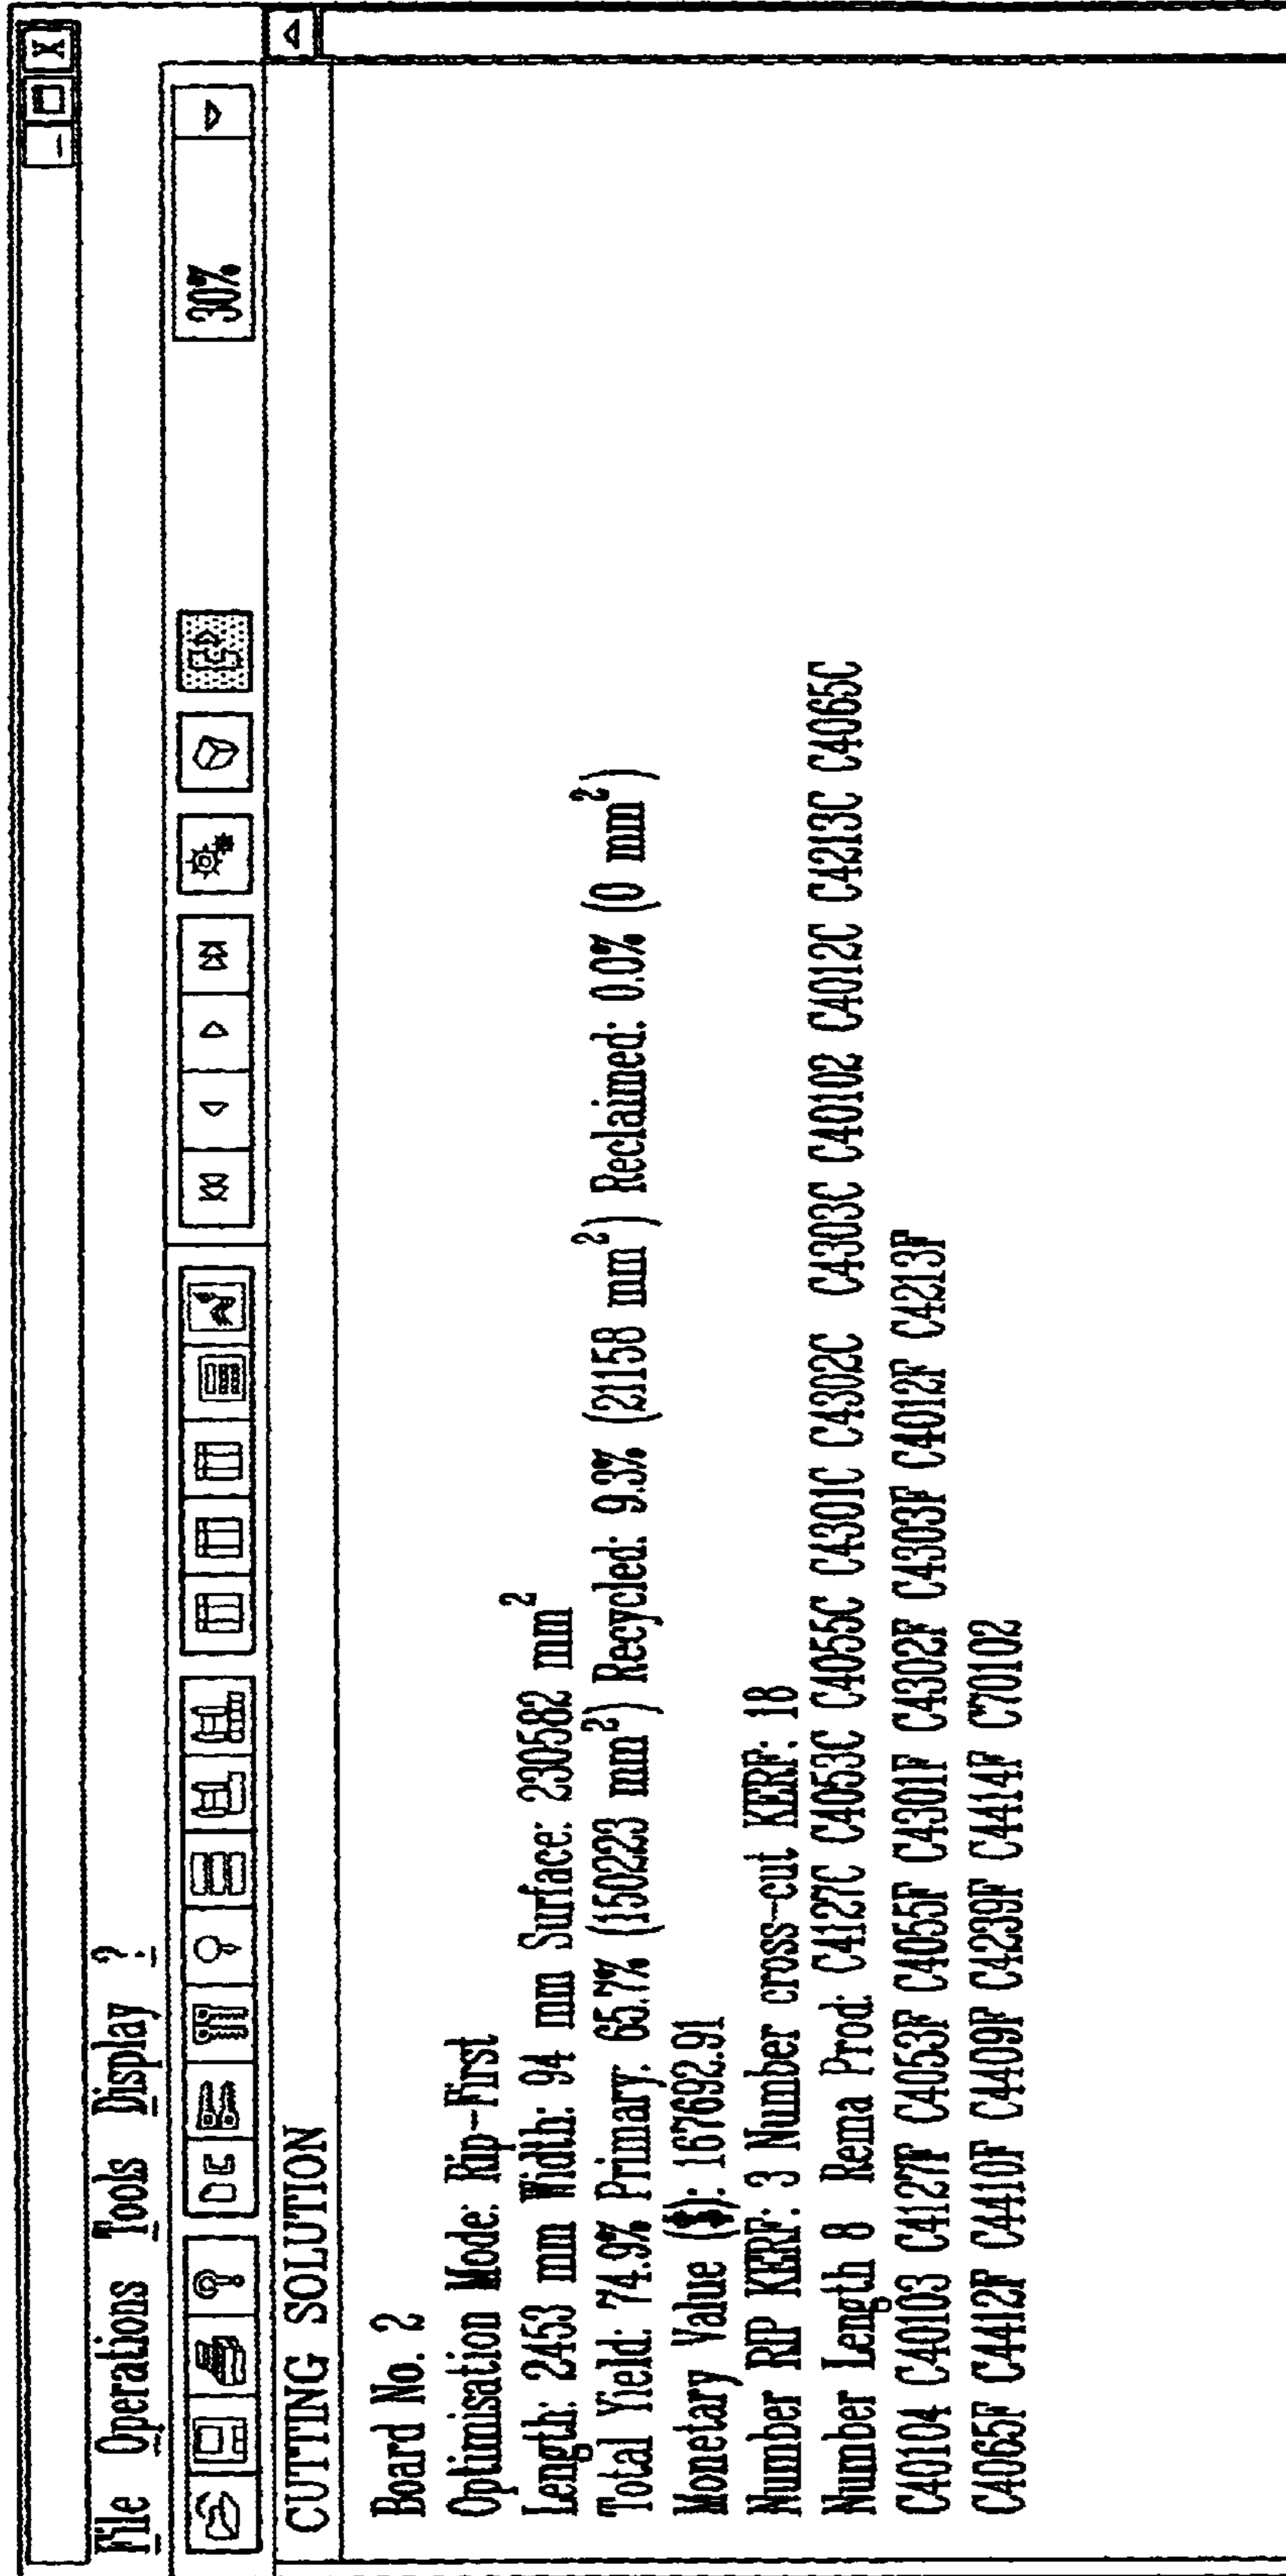 File Operations Tools Display ?
30%
CUTTING SOLUTION
Board No. 2
Optimisation Mode: Rip-First
Length: 2453 mm Width: 94 mm Surface: 230582 mm²
Total Yield: 74.9% Primary: 65.7% (150223 mm²) Recycled: 9.3% (21158 mm²) Reclaimed: 0.0% (0 mm²)
Monetary Value ($): 167692.91
Number RIP KERF: 3 Number cross-cut KERF: 18
Number Length 8 Rema Prod: C4127C C4053C C4055C C4301C C4302C C4303C C40102 C4012C C4213C C4065C
C40104 C40103 C4127F C4053F C4055F C4301F C4302F C4303F C4012F C4213F
C4065F C4412F C4410F C4409F C4239F C4414F C70102